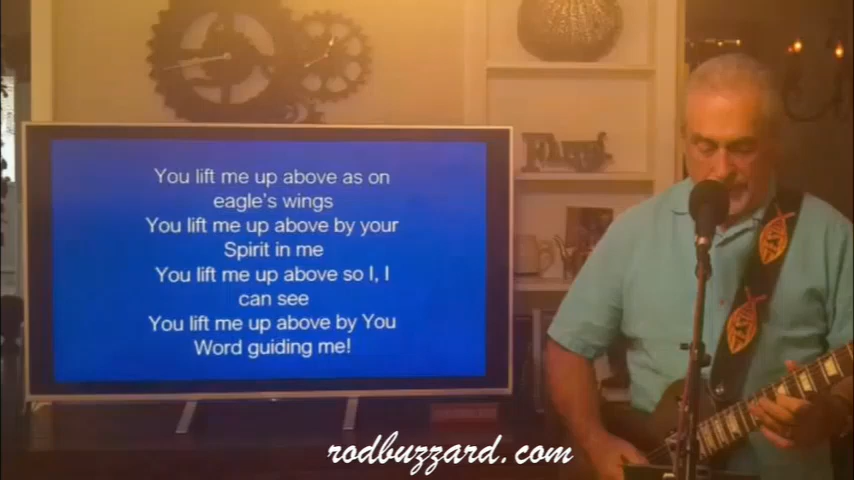 You lift me up above as on
eagle's wings
You lift me up above by your
Spirit in me
You lift me up above so I, I
can see
You lift me up above by You
Word guiding me!
rodbuzzard.com